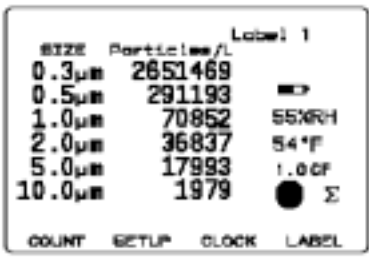 Label 1
SIZE Particles/L
0.3µm 2651469
0.5µm 291193
1.0µm 70852
55%RH
2.0µm 36837
54°F
5.0µm 17993
1.0CF
10.0µm 1979
Σ
COUNT SETUP CLOCK LABEL